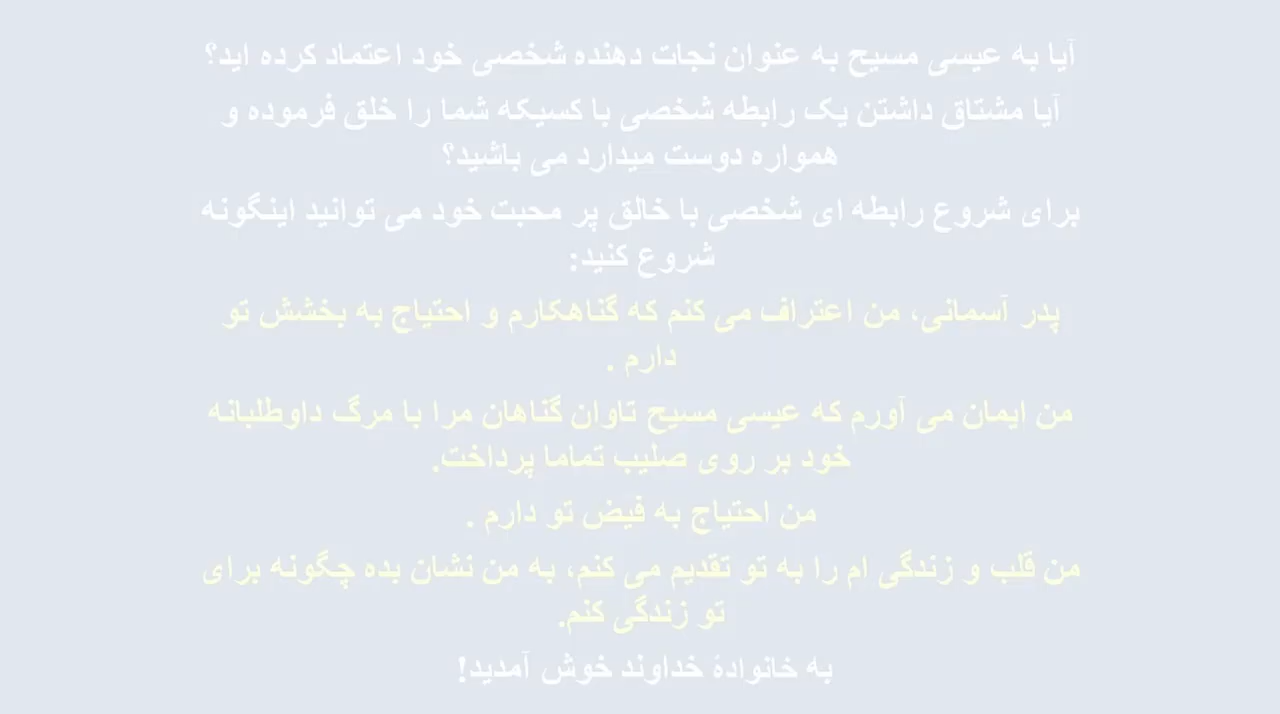 آیا به عیسی مسیح به عنوان نجات دهنده شخصی خود اعتماد کرده اید؟
آیا مشتاق داشتن یک رابطه شخصی با کسیکه شما را خلق فرموده و
همواره دوست میدارد می باشید؟
برای شروع رابطه ای شخصی با خالق پر محبت خود می توانید اینگونه
شروع کنید:
پدر آسمانی، من اعتراف می کنم که گناهکارم و احتیاج به بخشش تو
دارم .
من ایمان می آورم که عیسی مسیح تاوان گناهان مرا با مرگ داوطلبانه
خود بر روی صلیب تماما پرداخت.
من احتیاج به فیض تو دارم .
من قلب و زندگی ام را به تو تقدیم می کنم، به من نشان بده چگونه برای
تو زندگی کنم.
به خانوادۀ خداوند خوش آمدید!